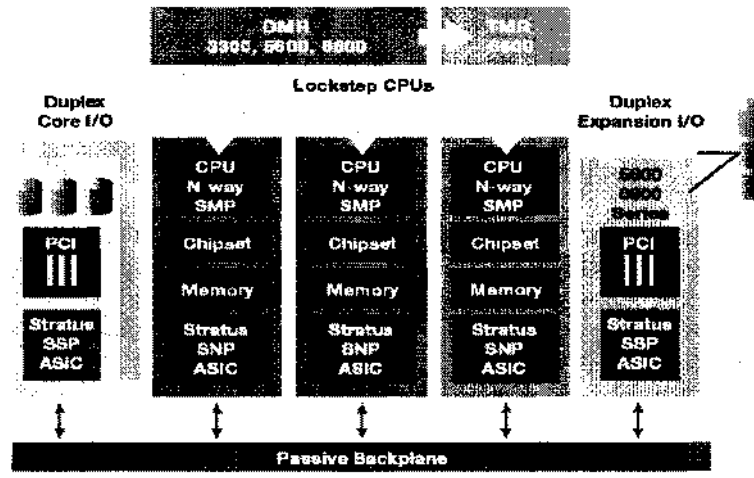 DMR
3300, 5600, 6600
TMR
6600
Lockstep CPUs
Duplex
Core I/O
Duplex
Expansion I/O
CPU
N-way
SMP
Chipset
Memory
Stratus
SNP
ASIC
CPU
N-way
SMP
Chipset
Memory
Stratus
SNP
ASIC
CPU
N-way
SMP
Chipset
Memory
Stratus
SNP
ASIC
PCI
Stratus
SSP
ASIC
PCI
Stratus
SSP
ASIC
Passive Backplane